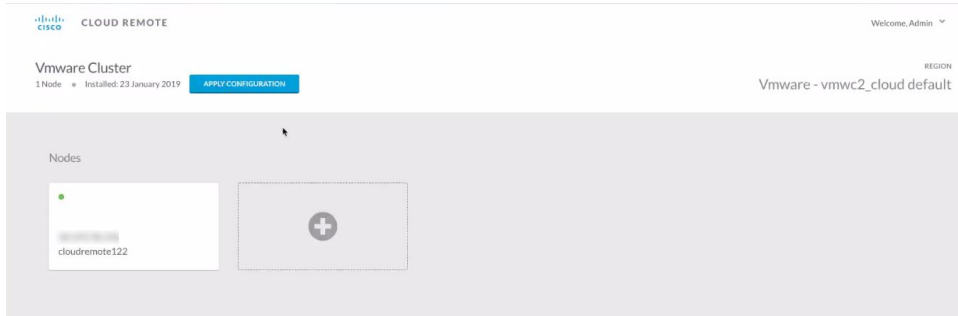 CISCO CLOUD REMOTE
Welcome, Admin
Vmware Cluster
1 Node Installed: 23 January 2019 APPLY CONFIGURATION
REGION
Vmware - vmwc2_cloud default
Nodes
cloudremote122